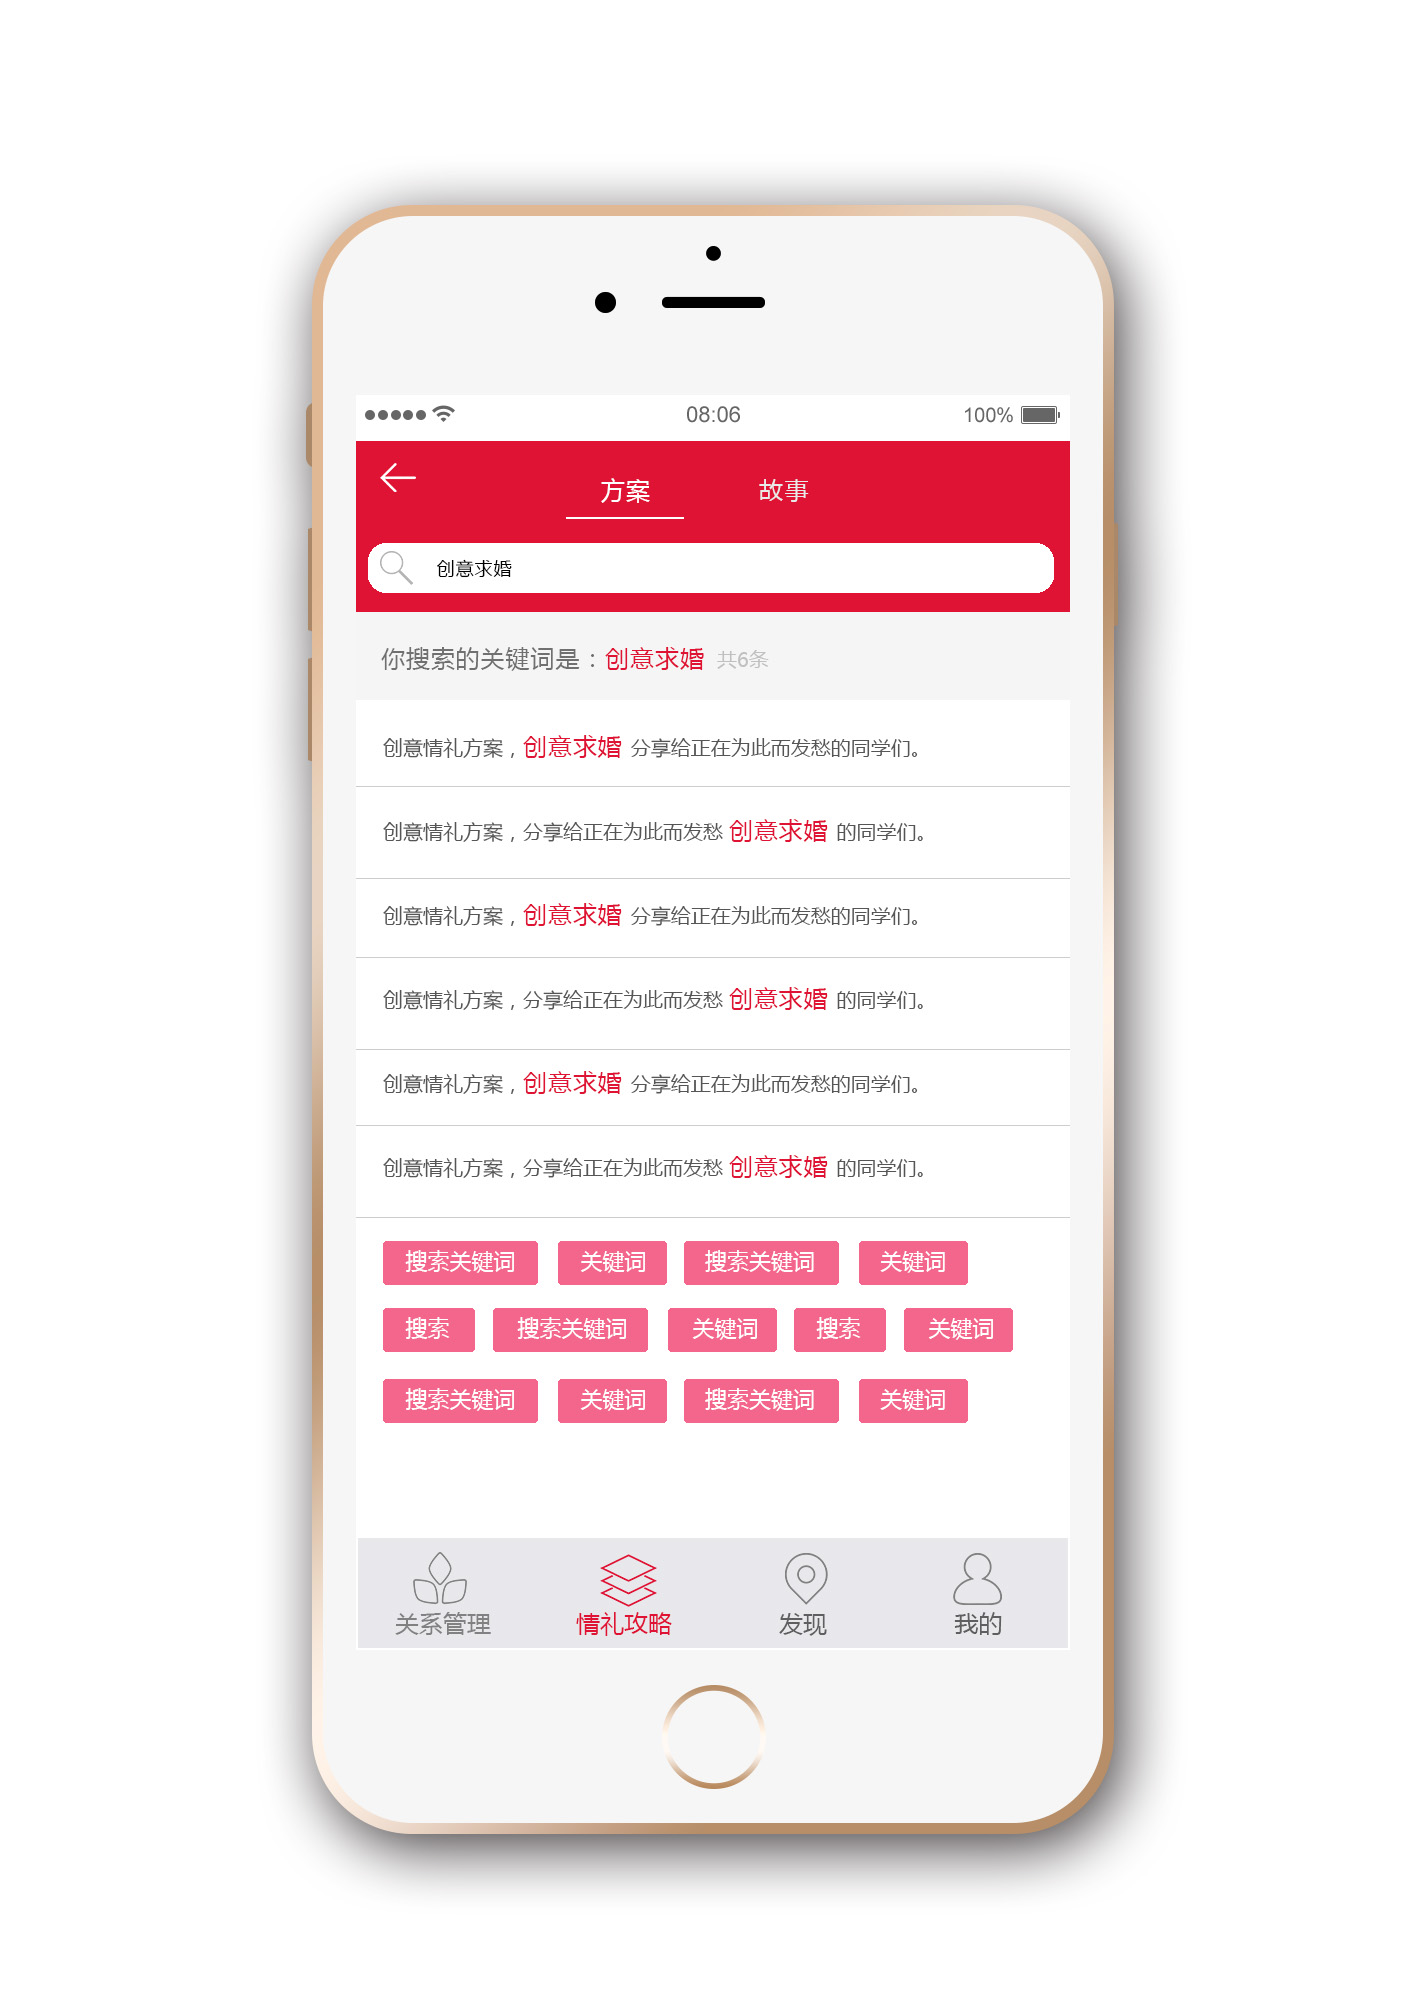 08:06 100%
方案 故事
创意求婚
你搜索的关键词是：创意求婚 共6条
创意情礼方案，创意求婚 分享给正在为此而发愁的同学们。
创意情礼方案，分享给正在为此而发愁 创意求婚 的同学们。
创意情礼方案，创意求婚 分享给正在为此而发愁的同学们。
创意情礼方案，分享给正在为此而发愁 创意求婚 的同学们。
创意情礼方案，创意求婚 分享给正在为此而发愁的同学们。
创意情礼方案，分享给正在为此而发愁 创意求婚 的同学们。
搜索关键词 关键词 搜索关键词 关键词
搜索 搜索关键词 关键词 搜索 关键词
搜索关键词 关键词 搜索关键词 关键词
关系管理 情礼攻略 发现 我的